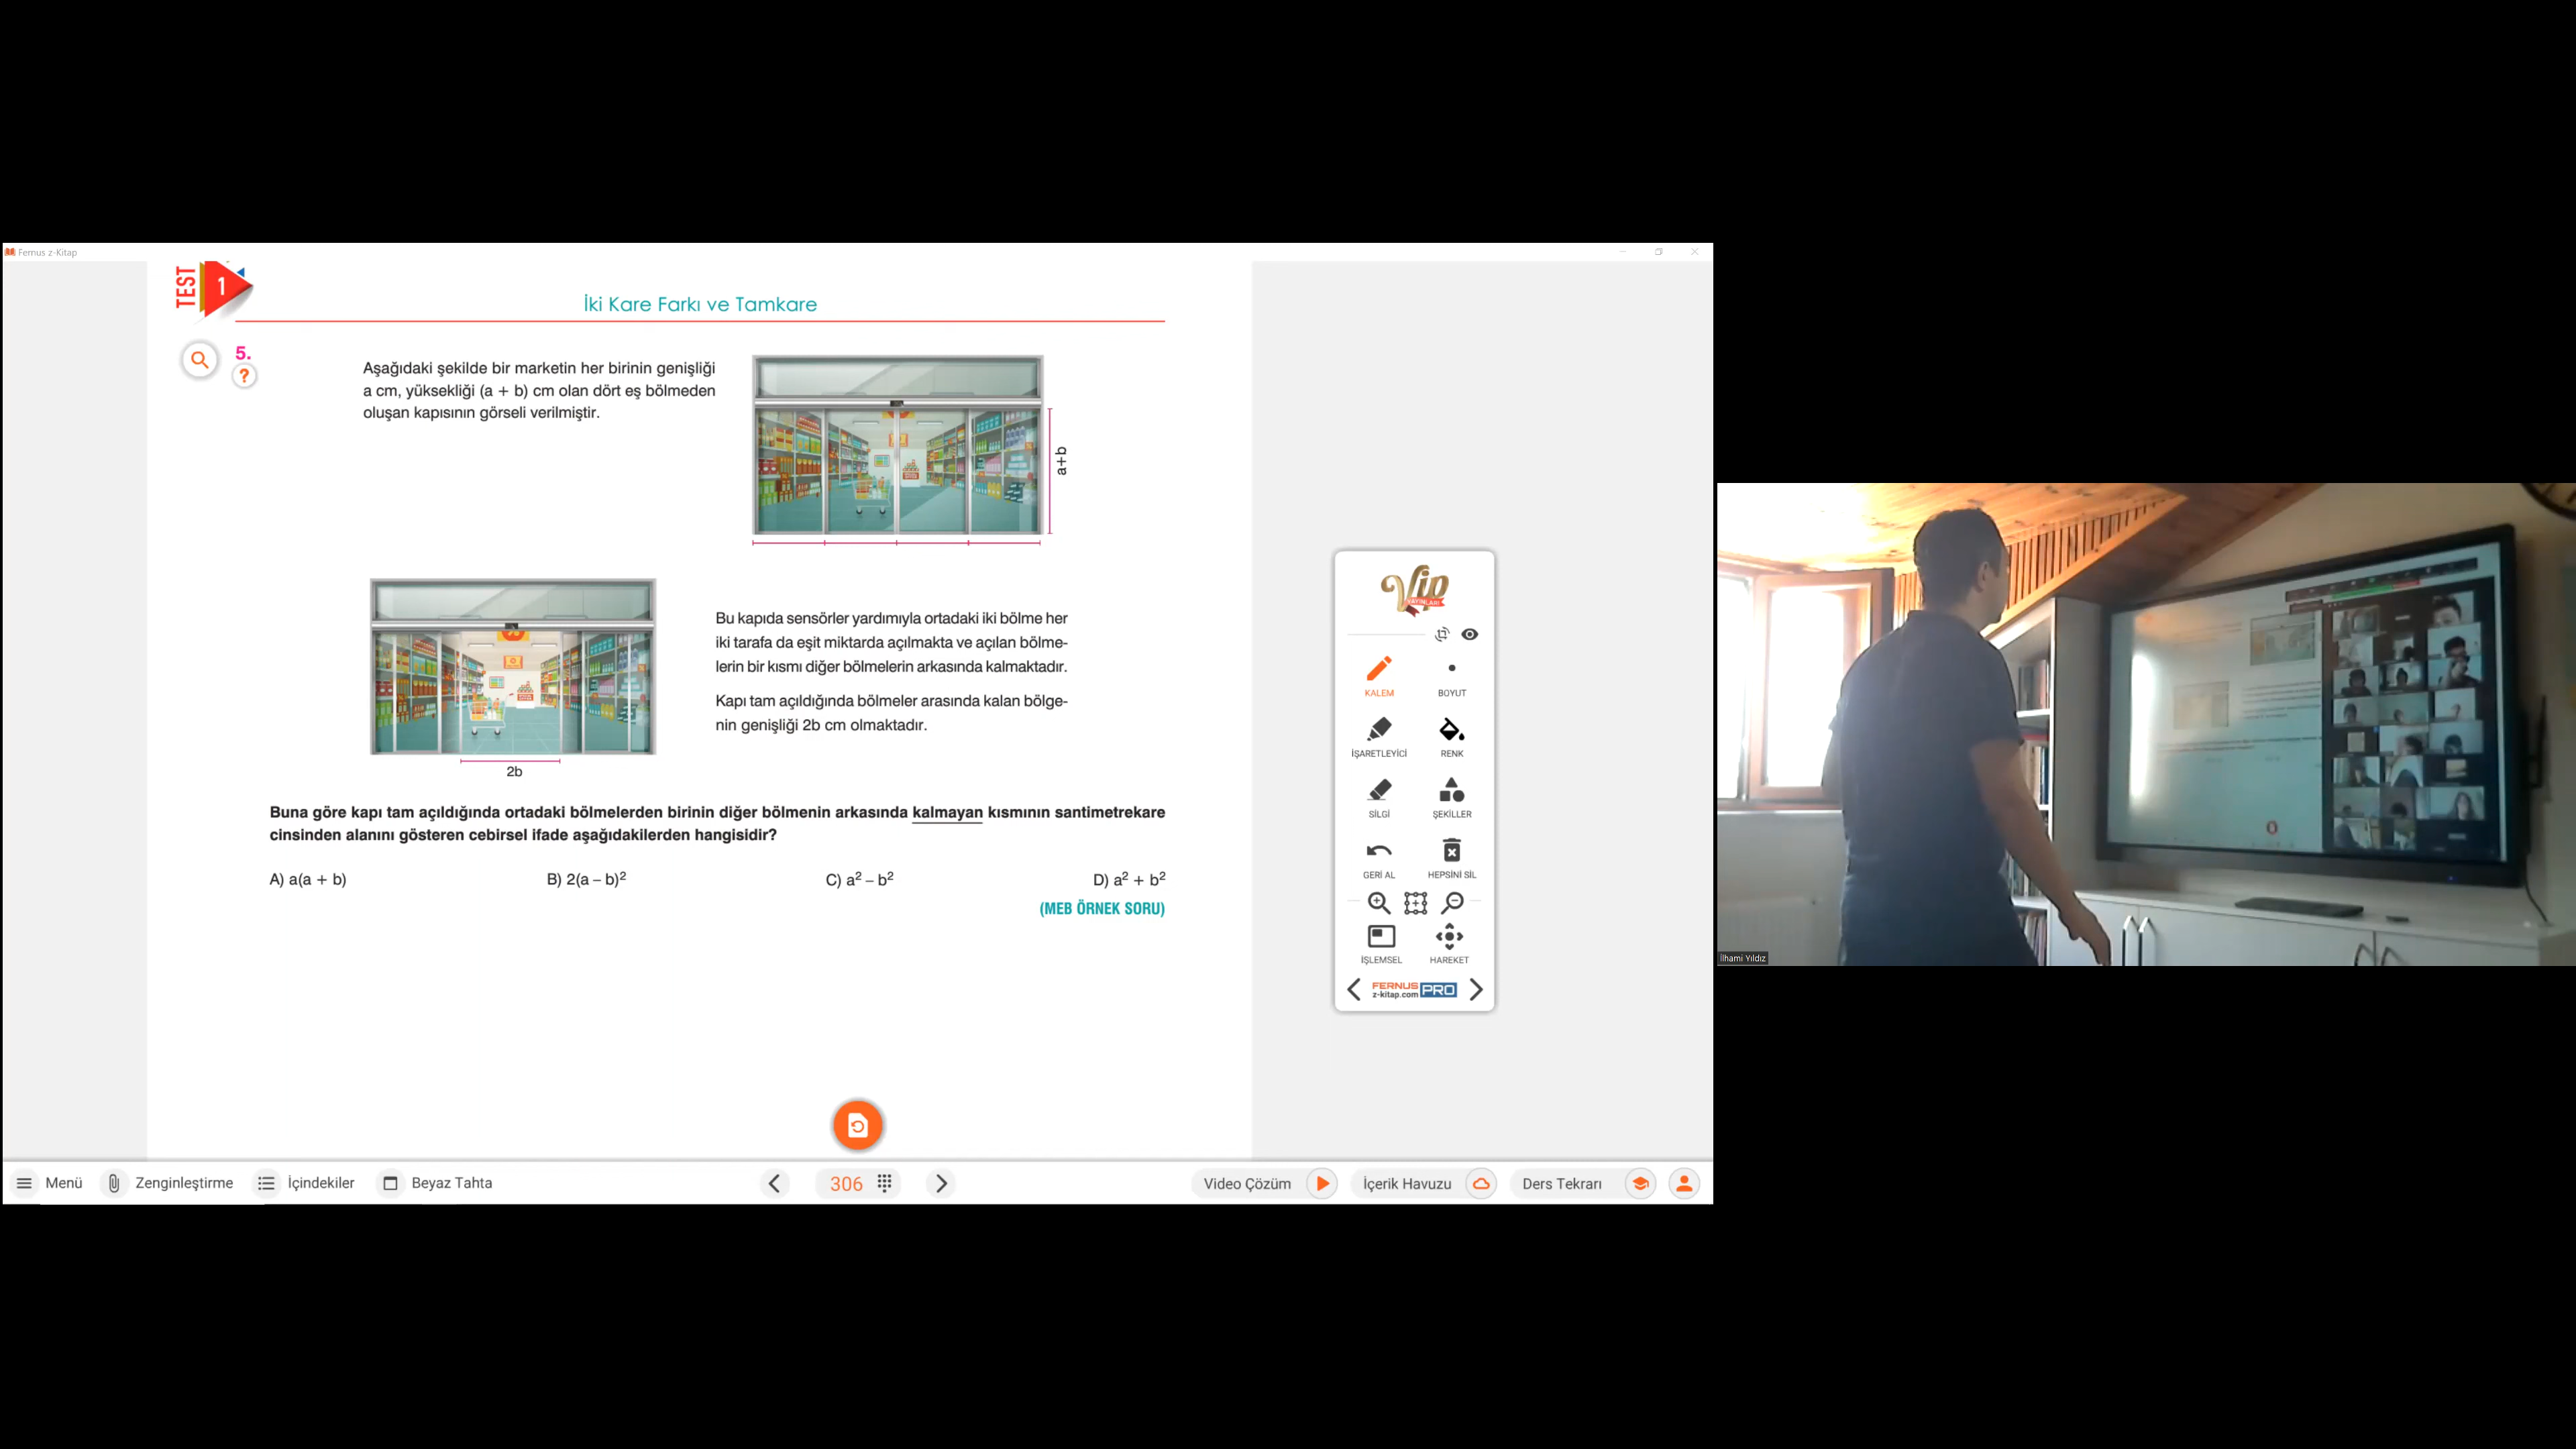 Fernus z-Kitap
TEST
1
İki Kare Farkı ve Tamkare
5.
?
Aşağıdaki şekilde bir marketin her birinin genişliği
a cm, yüksekliği (a + b) cm olan dört eş bölmeden
oluşan kapısının görseli verilmiştir.
a+b
Bu kapıda sensörler yardımıyla ortadaki iki bölme her
iki tarafa da eşit miktarda açılmakta ve açılan bölme-
lerin bir kısmı diğer bölmelerin arkasında kalmaktadır.
Kapı tam açıldığında bölmeler arasında kalan bölge-
nin genişliği 2b cm olmaktadır.
2b
Buna göre kapı tam açıldığında ortadaki bölmelerden birinin diğer bölmenin arkasında kalmayan kısmının santimetrekare
cinsinden alanını gösteren cebirsel ifade aşağıdakilerden hangisidir?
A) a(a + b) B) 2(a – b)² C) a² – b² D) a² + b²
(MEB ÖRNEK SORU)
Vip
YAYINLARI
KALEM BOYUT
İŞARETLEYİCİ RENK
SİLGİ ŞEKİLLER
GERİ AL HEPSİNİ SİL
İŞLEMSEL HAREKET
FERNUS
z-kitap.com PRO
Menü Zenginleştirme İçindekiler Beyaz Tahta 306 Video Çözüm İçerik Havuzu Ders Tekrarı
İlhami Yıldız